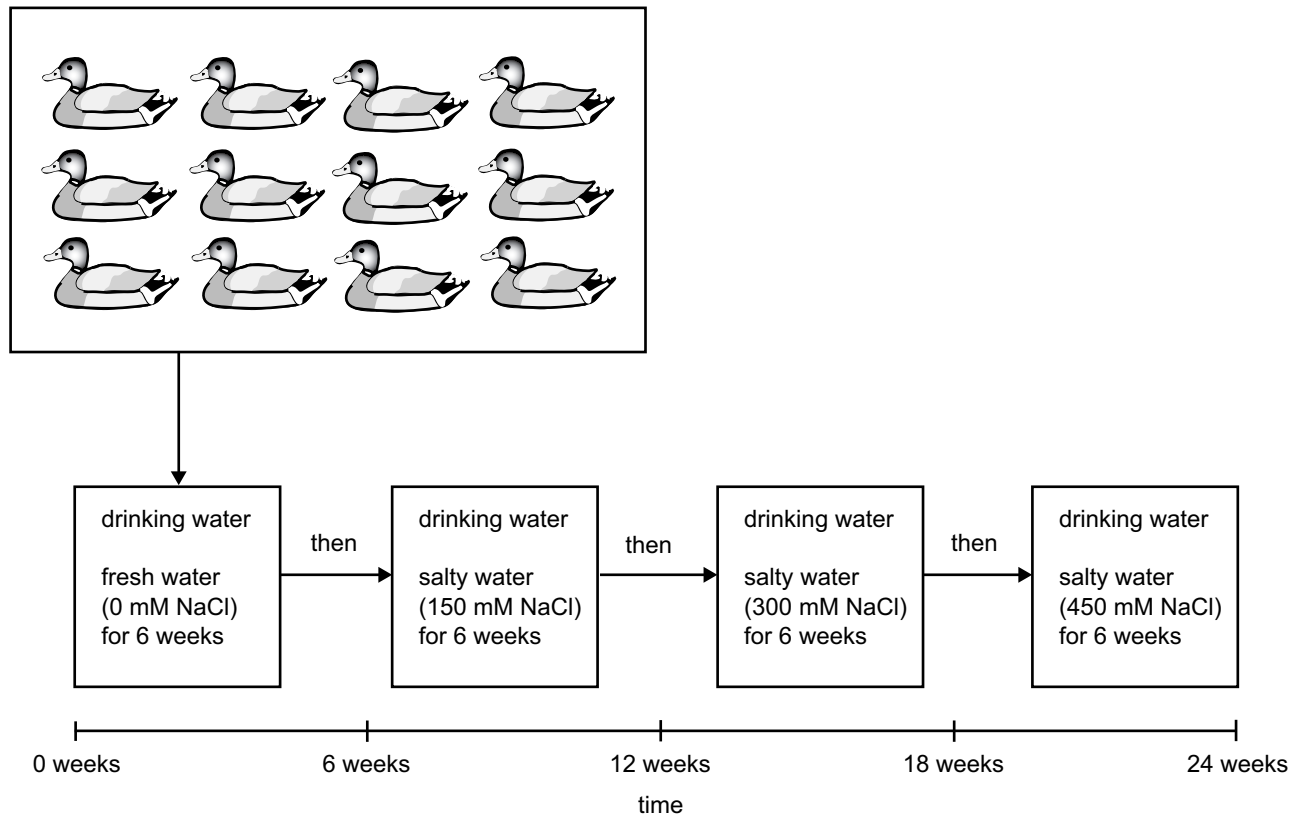 drinking water
fresh water
(0 mM NaCl)
for 6 weeks
then
drinking water
salty water
(150 mM NaCl)
for 6 weeks
then
drinking water
salty water
(300 mM NaCl)
for 6 weeks
then
drinking water
salty water
(450 mM NaCl)
for 6 weeks
0 weeks
6 weeks
12 weeks
18 weeks
24 weeks
time